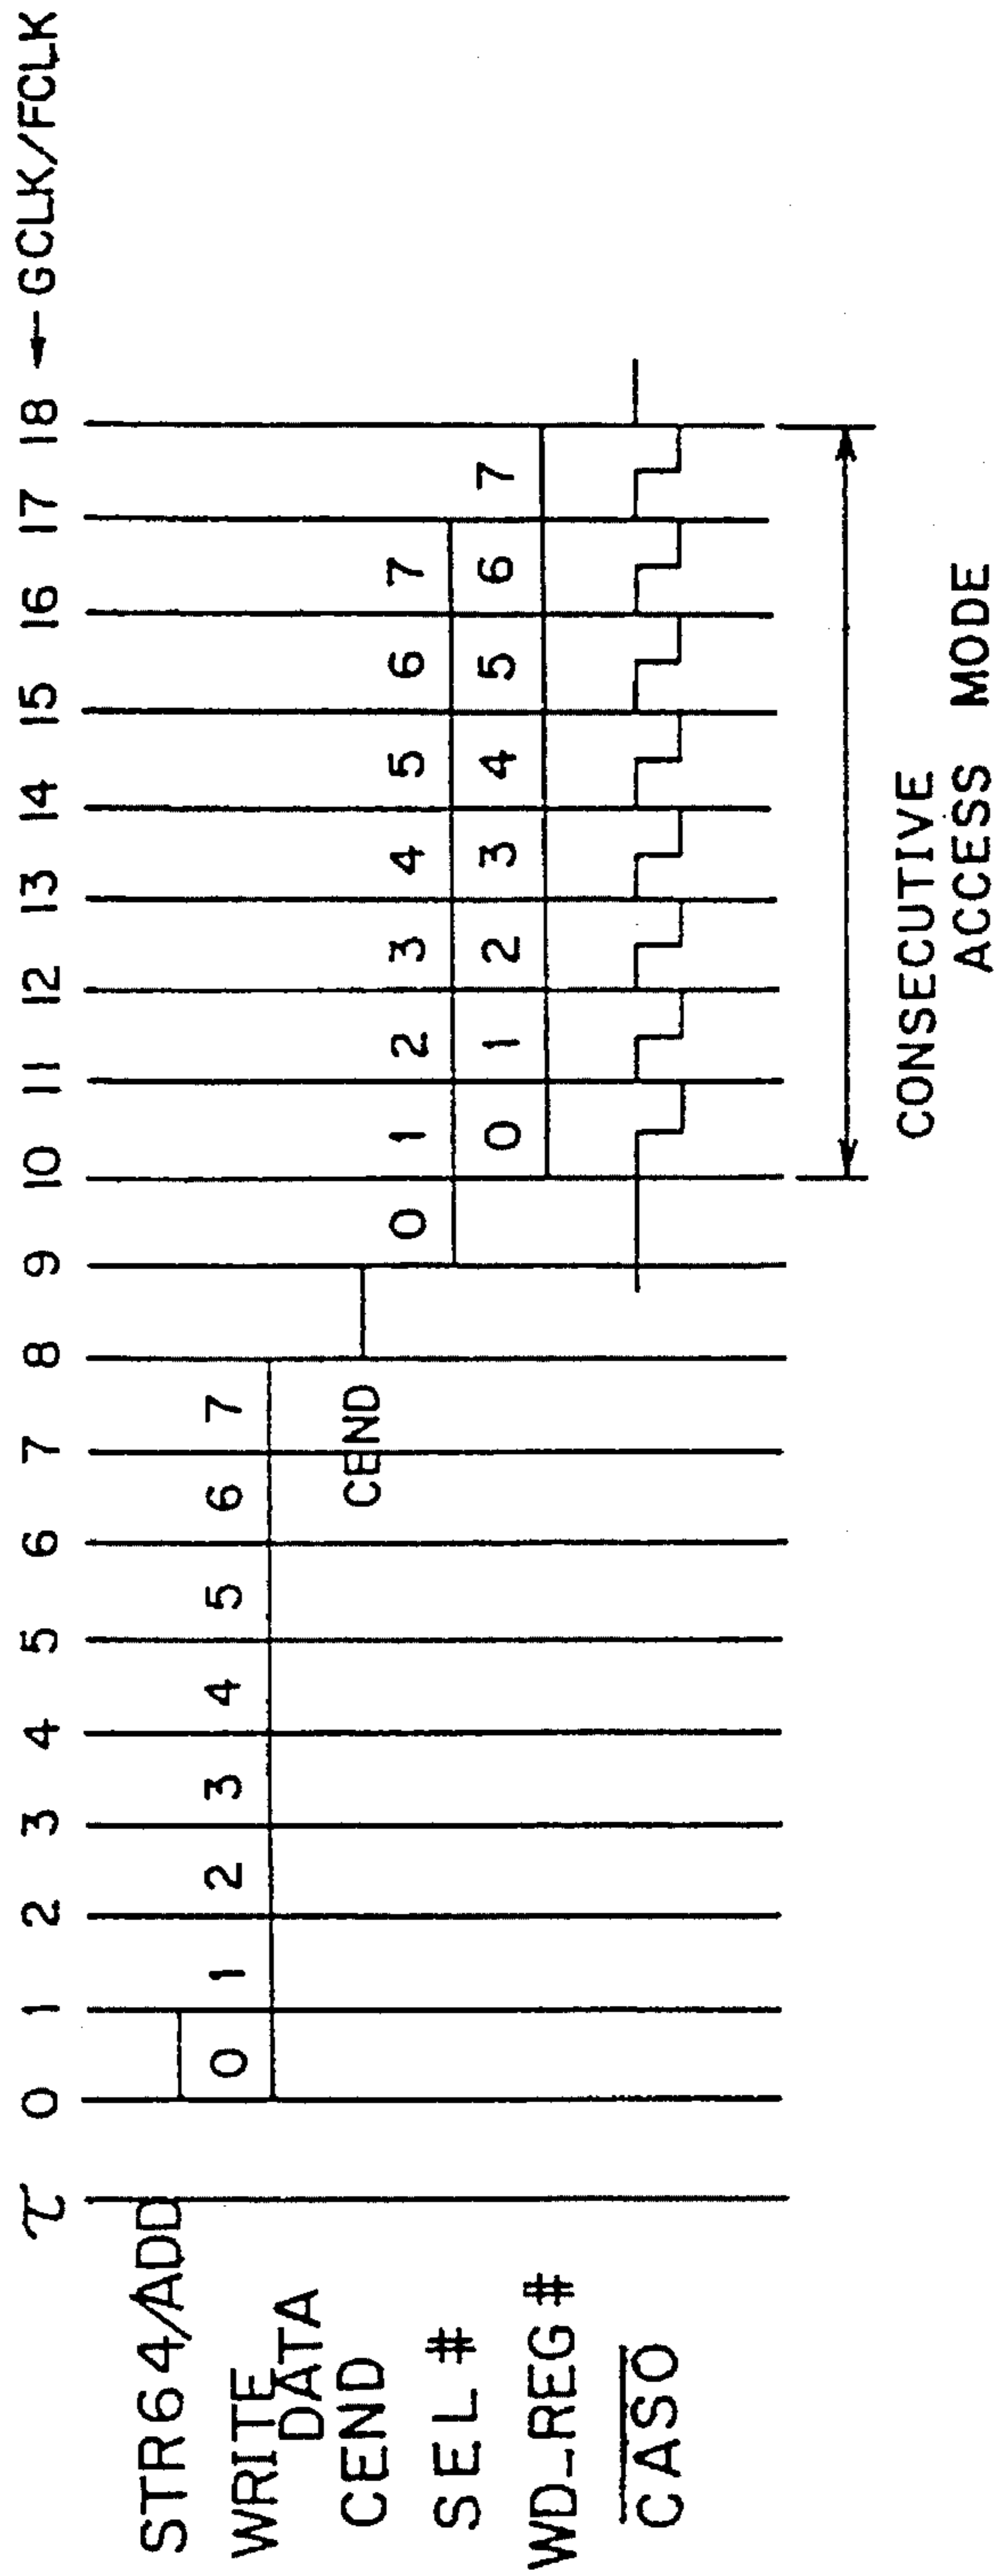 τ 0 1 2 3 4 5 6 7 8 9 10 11 12 13 14 15 16 17 18 ← GCLK/FCLK
STR64/ADD
WRITE DATA 0 1 2 3 4 5 6 7
CEND CEND
SEL # 0 1 2 3 4 5 6 7
WD_REG # 0 1 2 3 4 5 6 7
CASO
CONSECUTIVE
ACCESS MODE